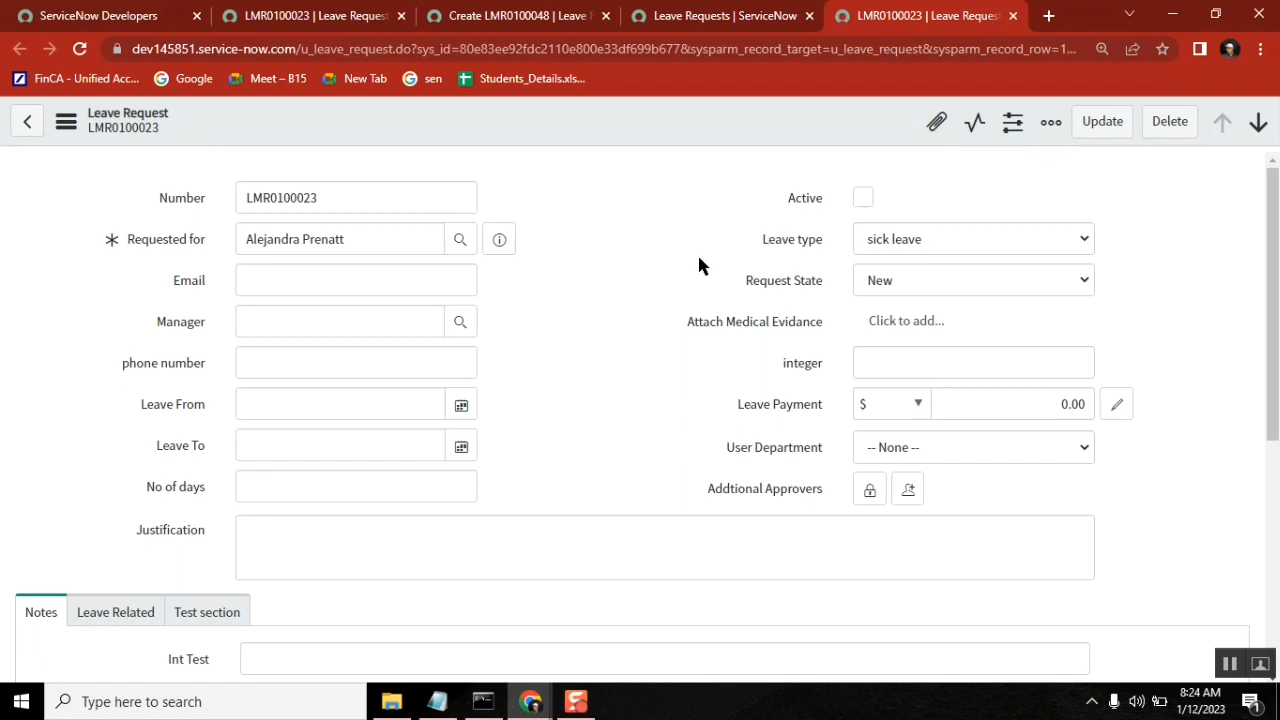 ServiceNow Developers
LMR0100023 | Leave Reques
Create LMR0100048 | Leave
Leave Requests | ServiceNow
LMR0100023 | Leave Reques
dev145851.service-now.com/u_leave_request.do?sys_id=80e83ee92fdc2110e800e33df699b677&sysparm_record_target=u_leave_request&sysparm_record_row=1...
FinCA - Unified Acc...
Google
Meet – B15
New Tab
sen
Students_Details.xls...
Leave Request
LMR0100023
Update
Delete
Number
LMR0100023
Active
Requested for
Alejandra Prenatt
Leave type
sick leave
Email
Request State
New
Manager
Attach Medical Evidance
Click to add...
phone number
integer
Leave From
Leave Payment
$
0.00
Leave To
User Department
-- None --
No of days
Addtional Approvers
Justification
Notes
Leave Related
Test section
Int Test
Type here to search
8:24 AM
1/12/2023
1